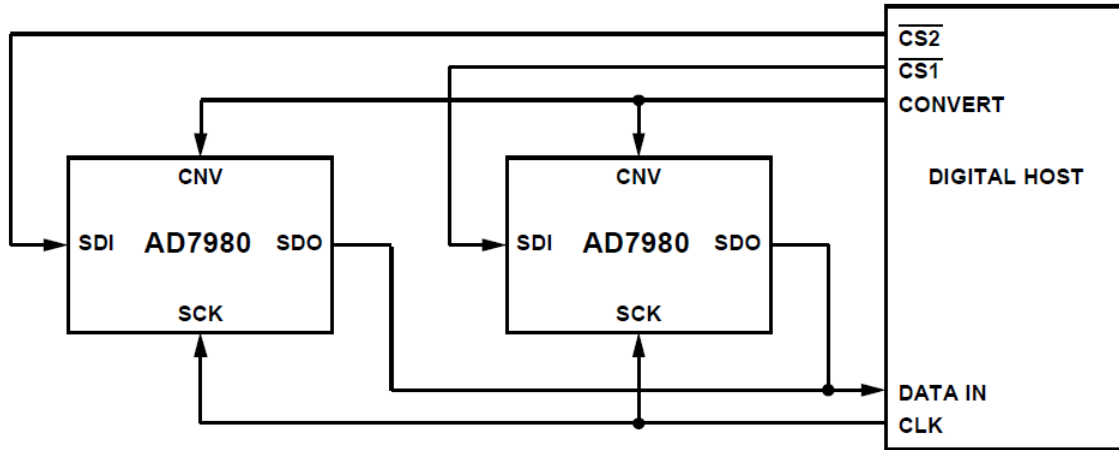 CS2
CS1
CONVERT
CNV
CNV
DIGITAL HOST
SDI AD7980 SDO
SDI AD7980 SDO
SCK
SCK
DATA IN
CLK